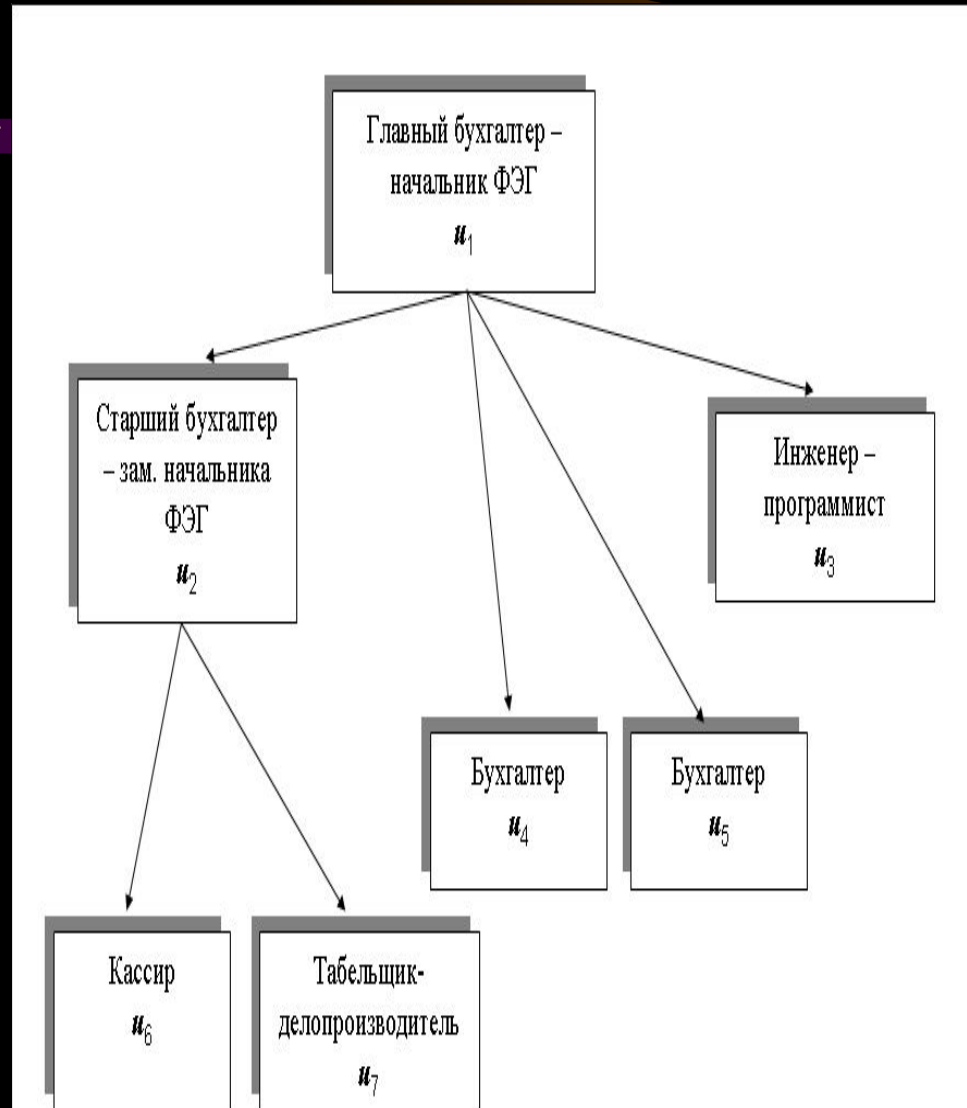 Главный бухгалтер –
начальник ФЭГ
u1
Старший бухгалтер
– зам. начальника
ФЭГ
u2
Инженер –
программист
u3
Бухгалтер
u4
Бухгалтер
u5
Кассир
u6
Табельщик-
делопроизводитель
u7